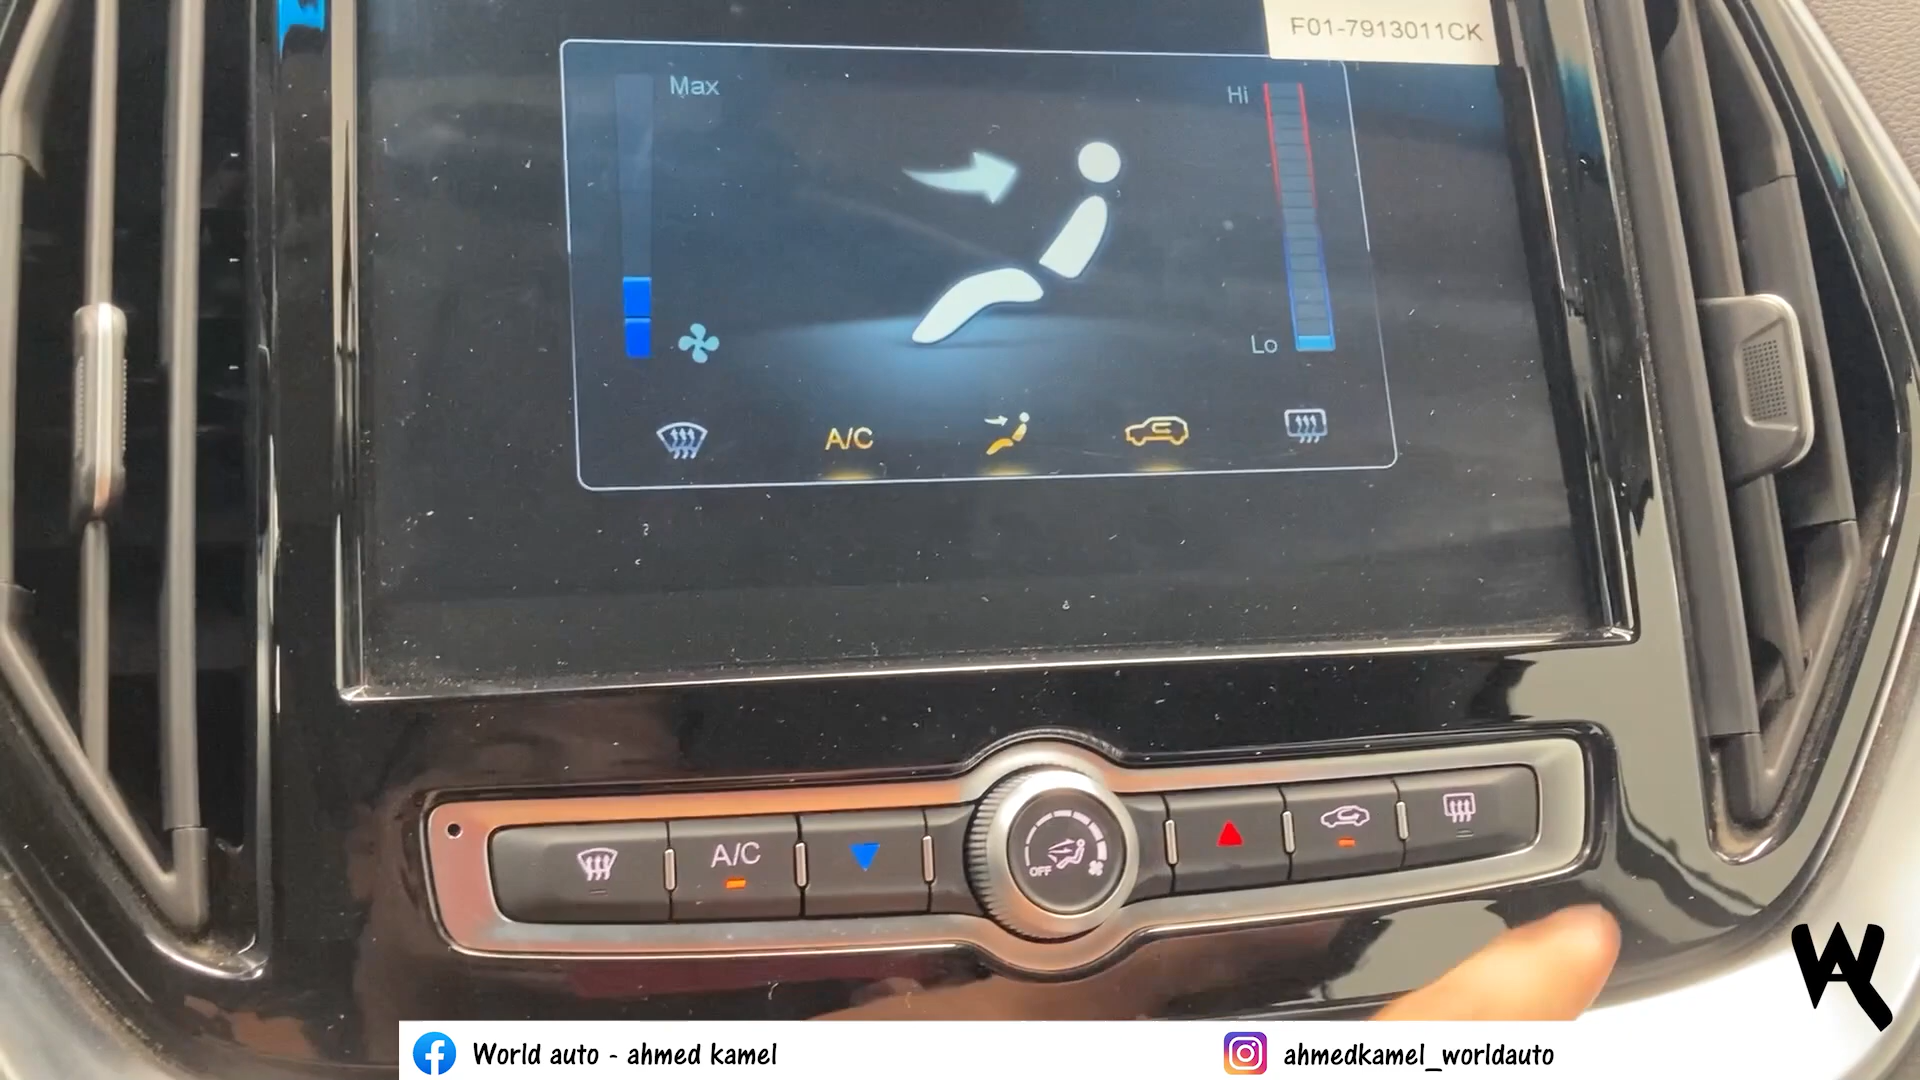 F01-7913011CK
Max
Hi
Lo
A/C
A/C
OFF
World auto - ahmed kamel
ahmedkamel_worldauto